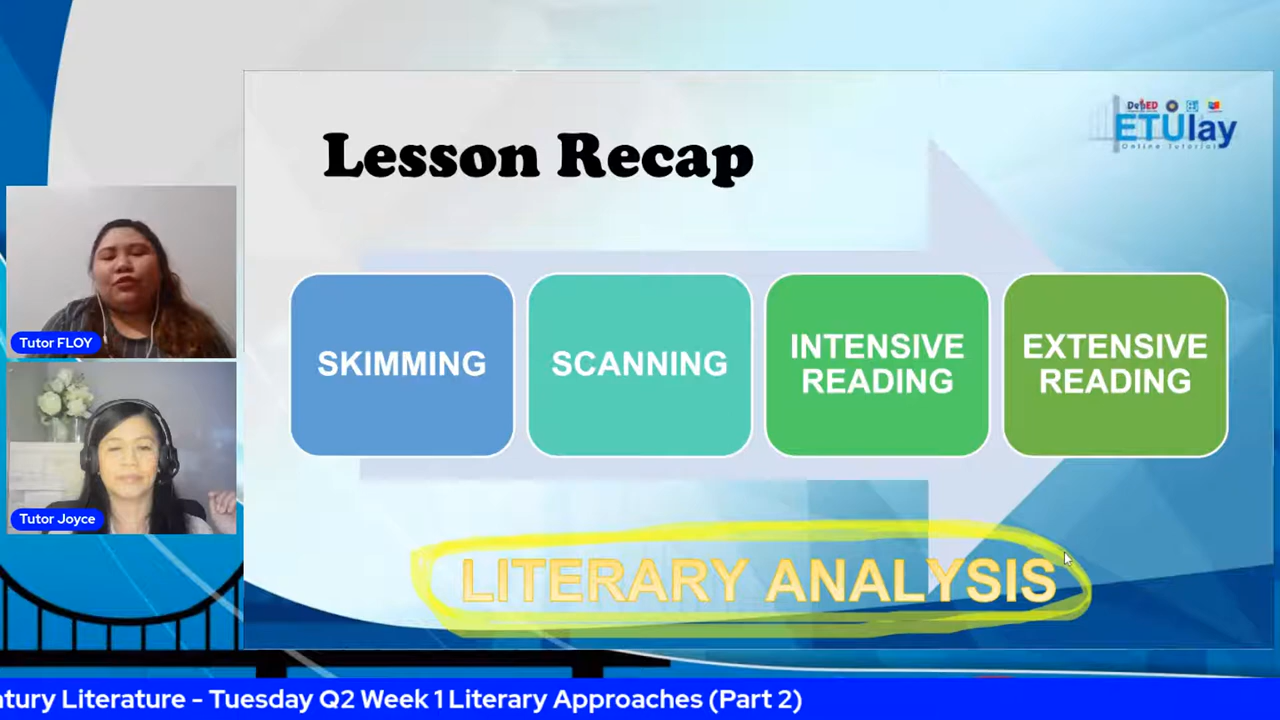 Lesson Recap
DepED
ETUlay
Online Tutorial
SKIMMING
SCANNING
INTENSIVE
READING
EXTENSIVE
READING
LITERARY ANALYSIS
Tutor FLOY
Tutor Joyce
Literature - Tuesday Q2 Week 1 Literary Approaches (Part 2)